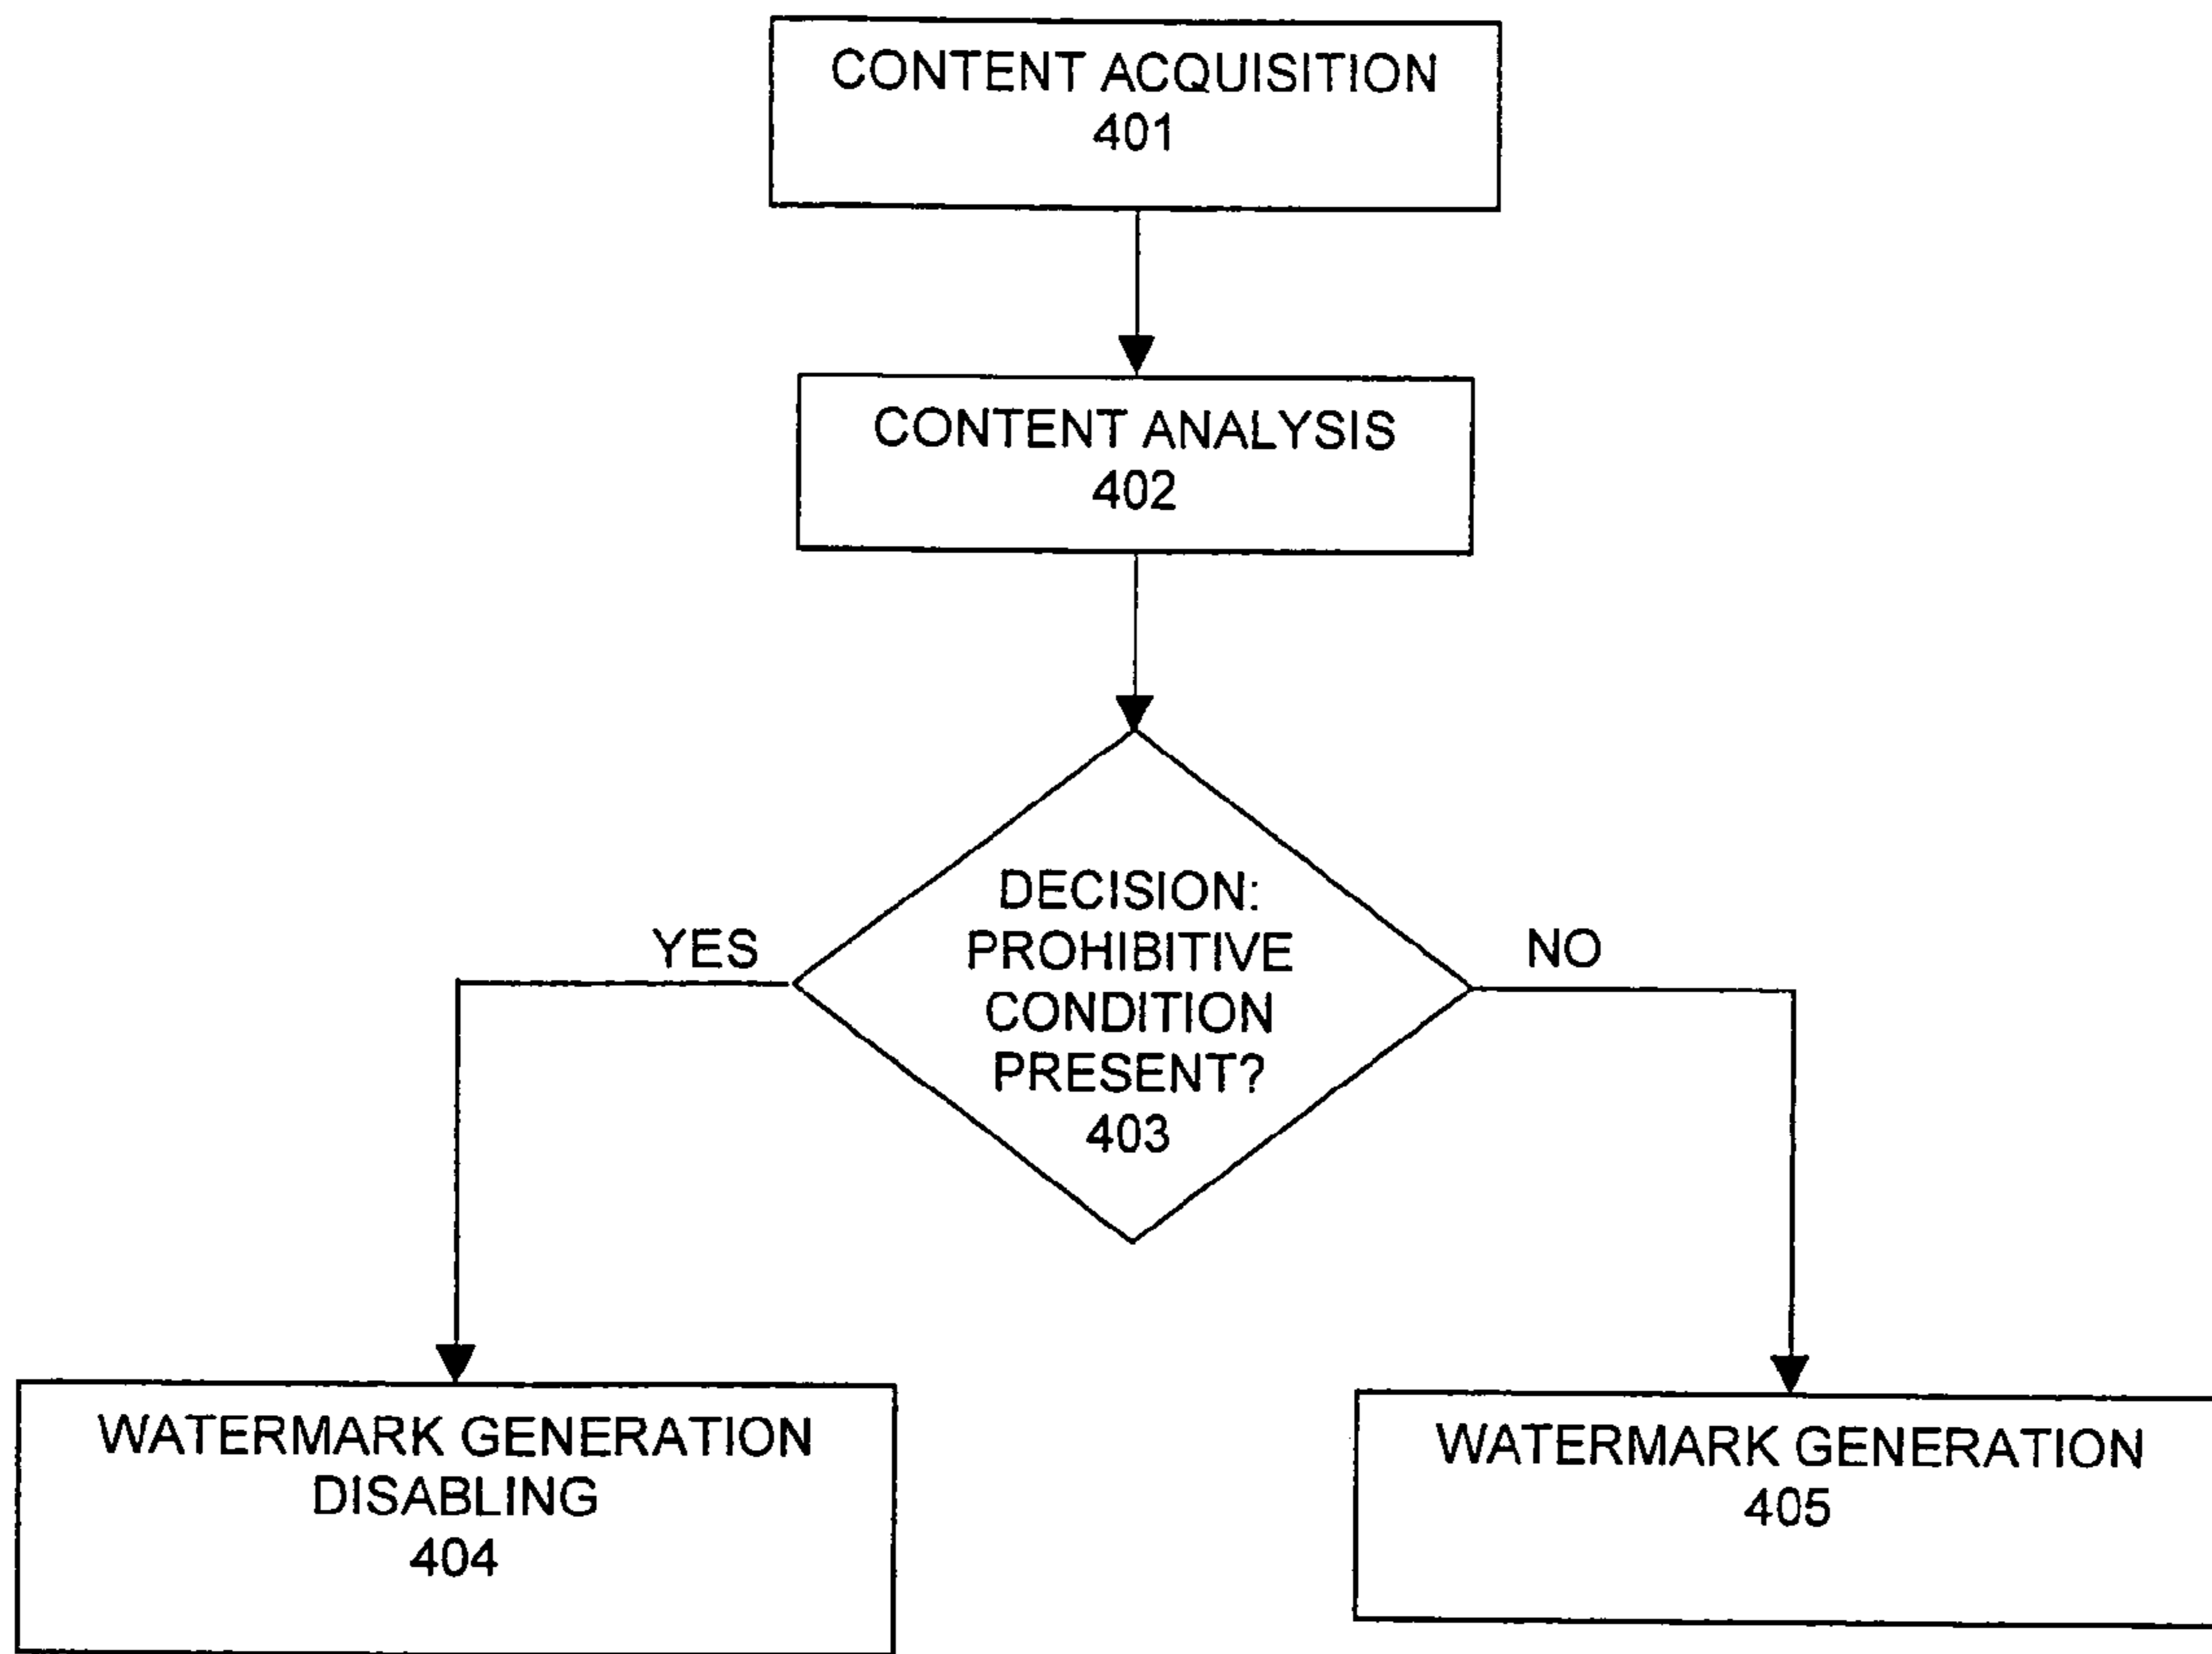 CONTENT ACQUISITION
401
CONTENT ANALYSIS
402
DECISION:
PROHIBITIVE
CONDITION
PRESENT?
403
YES
NO
WATERMARK GENERATION
DISABLING
404
WATERMARK GENERATION
405